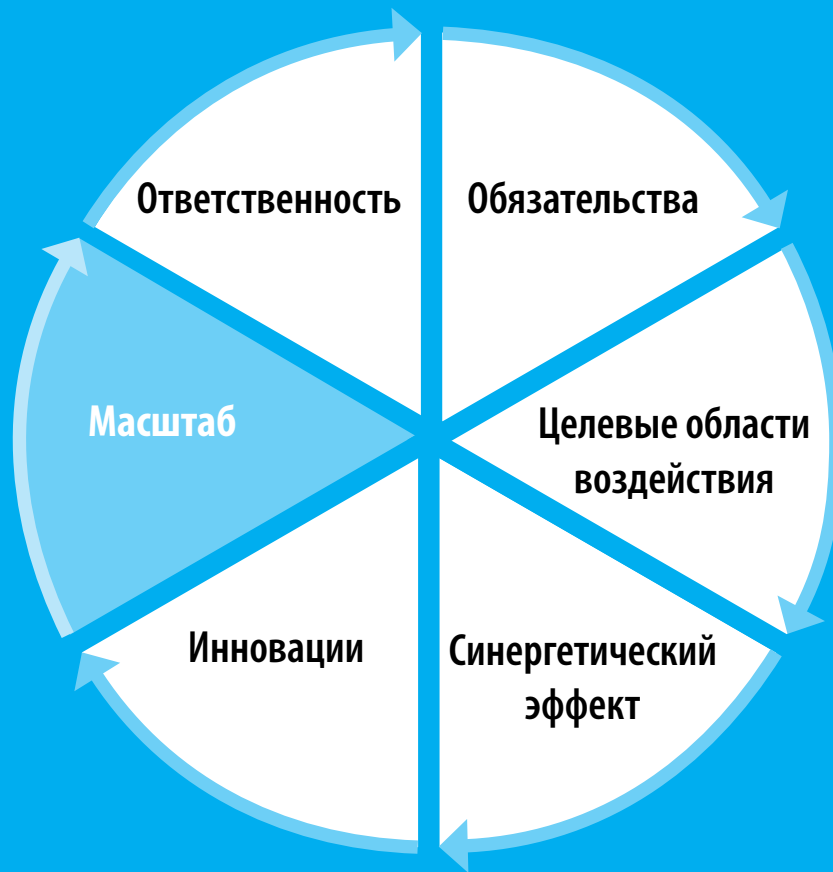 Ответственность
Обязательства
Масштаб
Целевые области
воздействия
Инновации
Синергетический
эффект